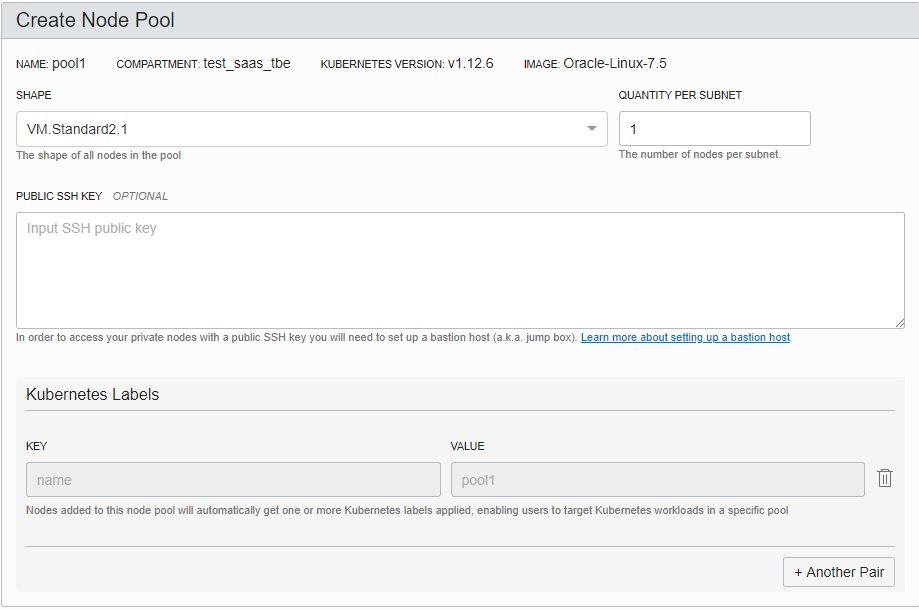 Create Node Pool
NAME: pool1 COMPARTMENT: test_saas_tbe KUBERNETES VERSION: v1.12.6 IMAGE: Oracle-Linux-7.5
SHAPE QUANTITY PER SUBNET
VM.Standard2.1 1
The shape of all nodes in the pool The number of nodes per subnet.
PUBLIC SSH KEY OPTIONAL
Input SSH public key
In order to access your private nodes with a public SSH key you will need to set up a bastion host (a.k.a. jump box). Learn more about setting up a bastion host
Kubernetes Labels
KEY VALUE
name pool1
Nodes added to this node pool will automatically get one or more Kubernetes labels applied, enabling users to target Kubernetes workloads in a specific pool
+ Another Pair